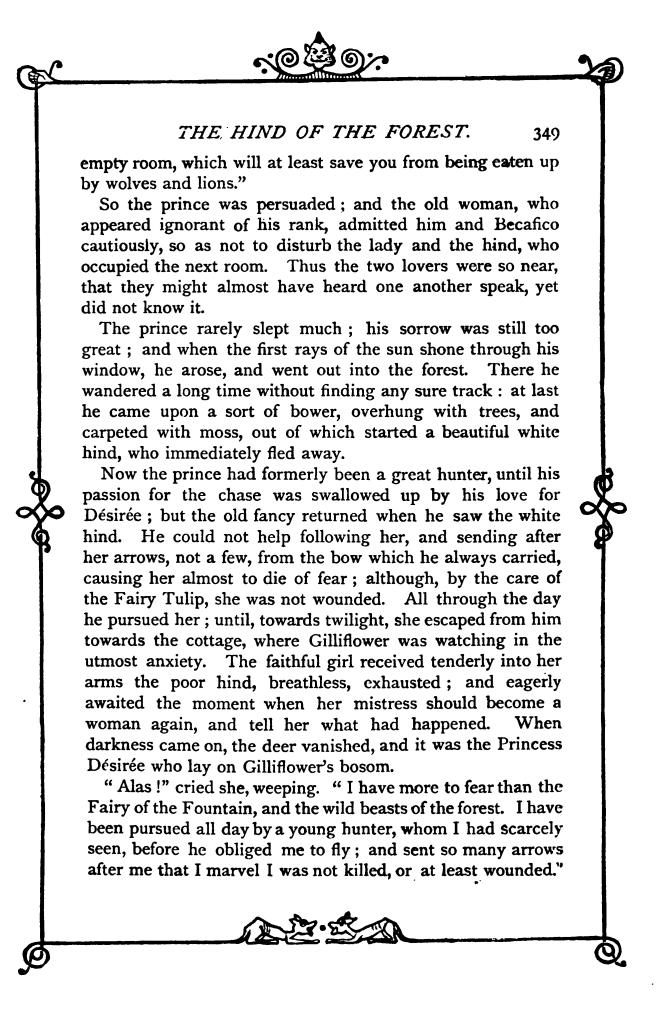 THE HIND OF THE FOREST. 349
empty room, which will at least save you from being eaten up
by wolves and lions.”
So the prince was persuaded ; and the old woman, who
appeared ignorant of his rank, admitted him and Becafico
cautiously, so as not to disturb the lady and the hind, who
occupied the next room. Thus the two lovers were so near,
that they might almost have heard one another speak, yet
did not know it.
The prince rarely slept much ; his sorrow was still too
great ; and when the first rays of the sun shone through his
window, he arose, and went out into the forest. There he
wandered a long time without finding any sure track : at last
he came upon a sort of bower, overhung with trees, and
carpeted with moss, out of which started a beautiful white
hind, who immediately fled away.
Now the prince had formerly been a great hunter, until his
passion for the chase was swallowed up by his love for
Désirée ; but the old fancy returned when he saw the white
hind. He could not help following her, and sending after
her arrows, not a few, from the bow which he always carried,
causing her almost to die of fear ; although, by the care of
the Fairy Tulip, she was not wounded. All through the day
he pursued her ; until, towards twilight, she escaped from him
towards the cottage, where Gilliflower was watching in the
utmost anxiety. The faithful girl received tenderly into her
arms the poor hind, breathless, exhausted ; and eagerly
awaited the moment when her mistress should become a
woman again, and tell her what had happened. When
darkness came on, the deer vanished, and it was the Princess
Désirée who lay on Gilliflower’s bosom.
“ Alas !” cried she, weeping. “ I have more to fear than the
Fairy of the Fountain, and the wild beasts of the forest. I have
been pursued all day by a young hunter, whom I had scarcely
seen, before he obliged me to fly ; and sent so many arrows
after me that I marvel I was not killed, or at least wounded.”